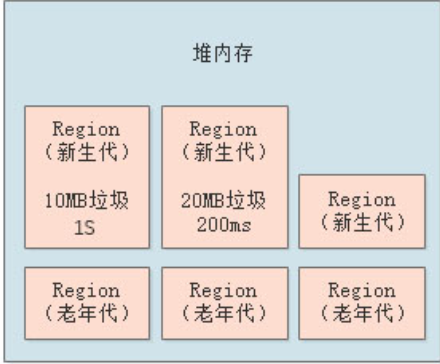 堆内存
Region
（新生代）
10MB垃圾
1S
Region
（新生代）
20MB垃圾
200ms
Region
（新生代）
Region
（老年代）
Region
（老年代）
Region
（老年代）